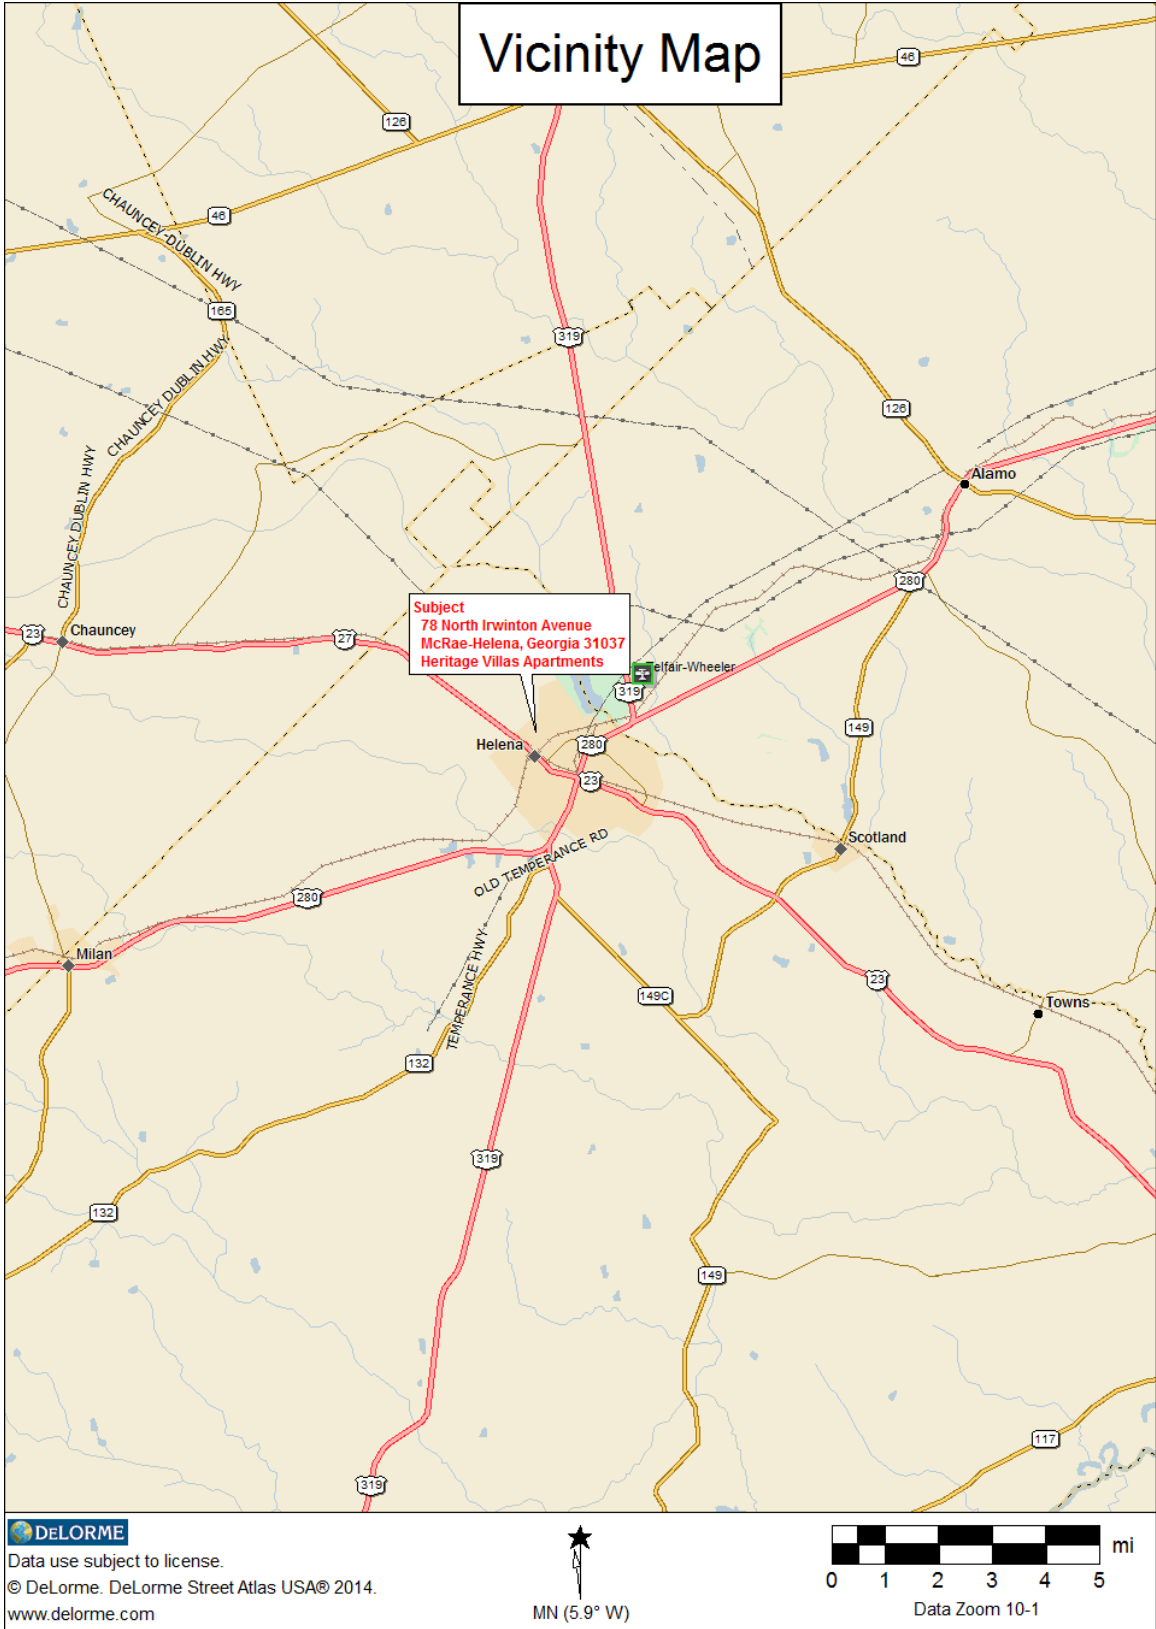 Vicinity Map
46
126
CHAUNCEY-DUBLIN HWY
46
165
319
CHAUNCEY DUBLIN HWY
126
CHAUNCEY DUBLIN HWY
Alamo
280
Subject
78 North Irwinton Avenue
McRae-Helena, Georgia 31037
Heritage Villas Apartments
23
Chauncey
27
Telfair-Wheeler
319
149
Helena
280
23
Scotland
OLD TEMPERANCE RD
280
Milan
TEMPERANCE HWY
23
149C
Towns
132
319
132
149
117
319
DELORME
Data use subject to license.
© DeLorme. DeLorme Street Atlas USA® 2014.
www.delorme.com
MN (5.9° W)
mi
0 1 2 3 4 5
Data Zoom 10-1